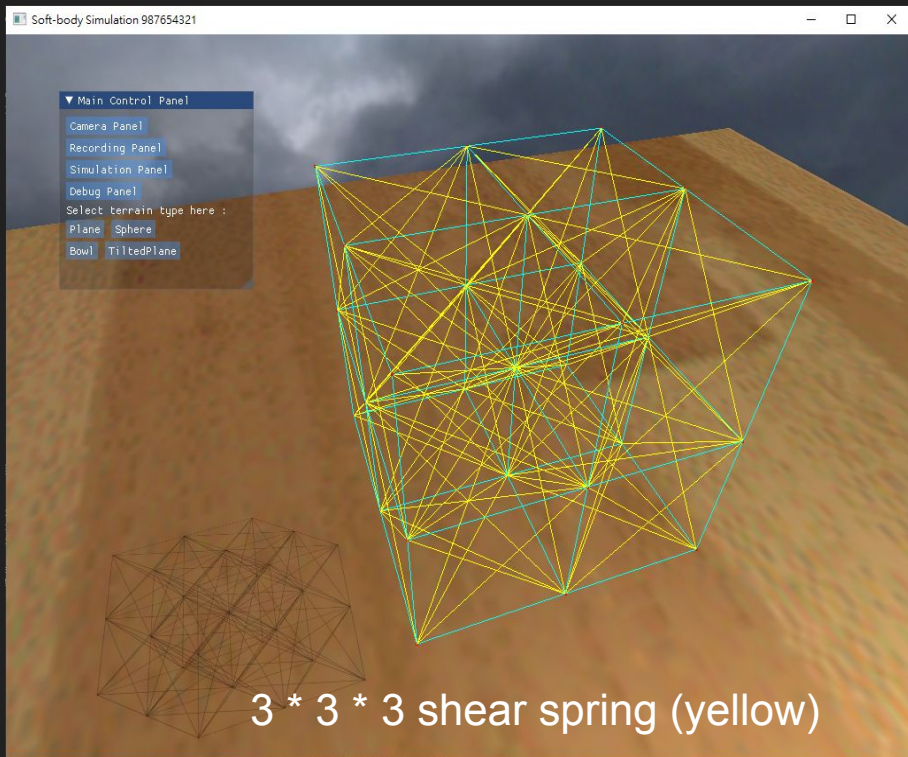 Soft-body Simulation 987654321
Main Control Panel
Camera Panel
Recording Panel
Simulation Panel
Debug Panel
Select terrain type here :
Plane Sphere
Bowl TiltedPlane
3 * 3 * 3 shear spring (yellow)